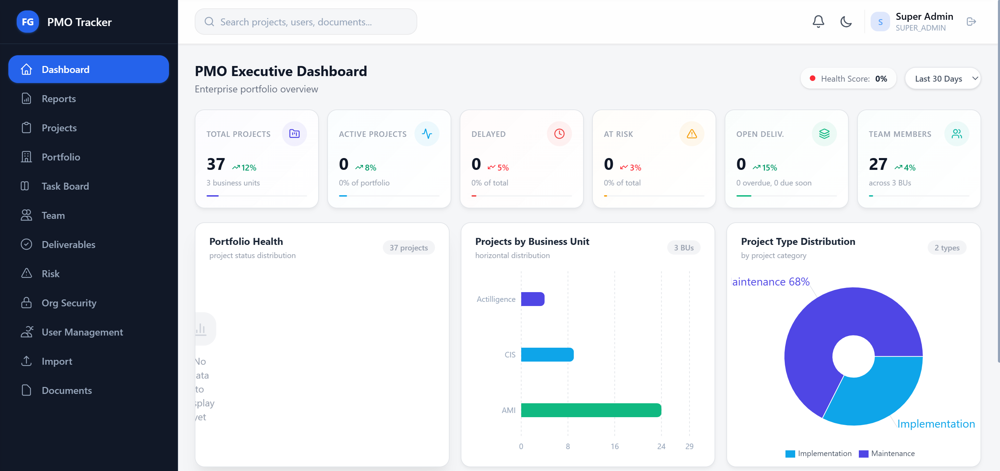 FG PMO Tracker
Search projects, users, documents...
S
Super Admin
SUPER_ADMIN
Dashboard
Reports
Projects
Portfolio
Task Board
Team
Deliverables
Risk
Org Security
User Management
Import
Documents
PMO Executive Dashboard
Enterprise portfolio overview
Health Score: 0%
Last 30 Days
TOTAL PROJECTS
37 12%
3 business units
ACTIVE PROJECTS
0 8%
0% of portfolio
DELAYED
0 5%
0% of total
AT RISK
0 3%
0% of total
OPEN DELIV.
0 15%
0 overdue, 0 due soon
TEAM MEMBERS
27 4%
across 3 BUs
Portfolio Health
project status distribution
37 projects
No
ata
to
splay
yet
Projects by Business Unit
horizontal distribution
3 BUs
Actilligence
CIS
AMI
0 8 16 24 29
Project Type Distribution
by project category
2 types
aintenance 68%
Implementation
Implementation Maintenance